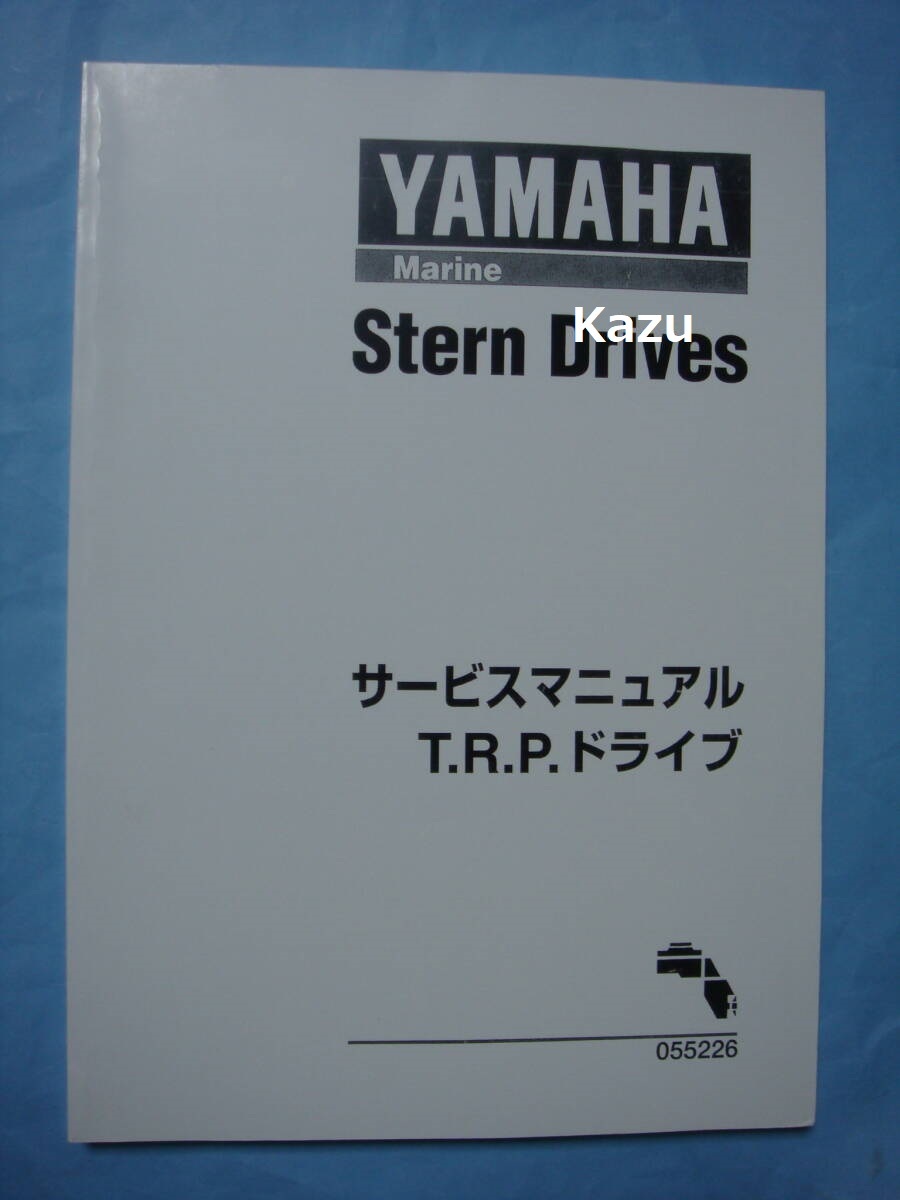 YAMAHA
Marine
Kazu
Stern Drives
サービスマニュアル
T.R.P.ドライブ
055226